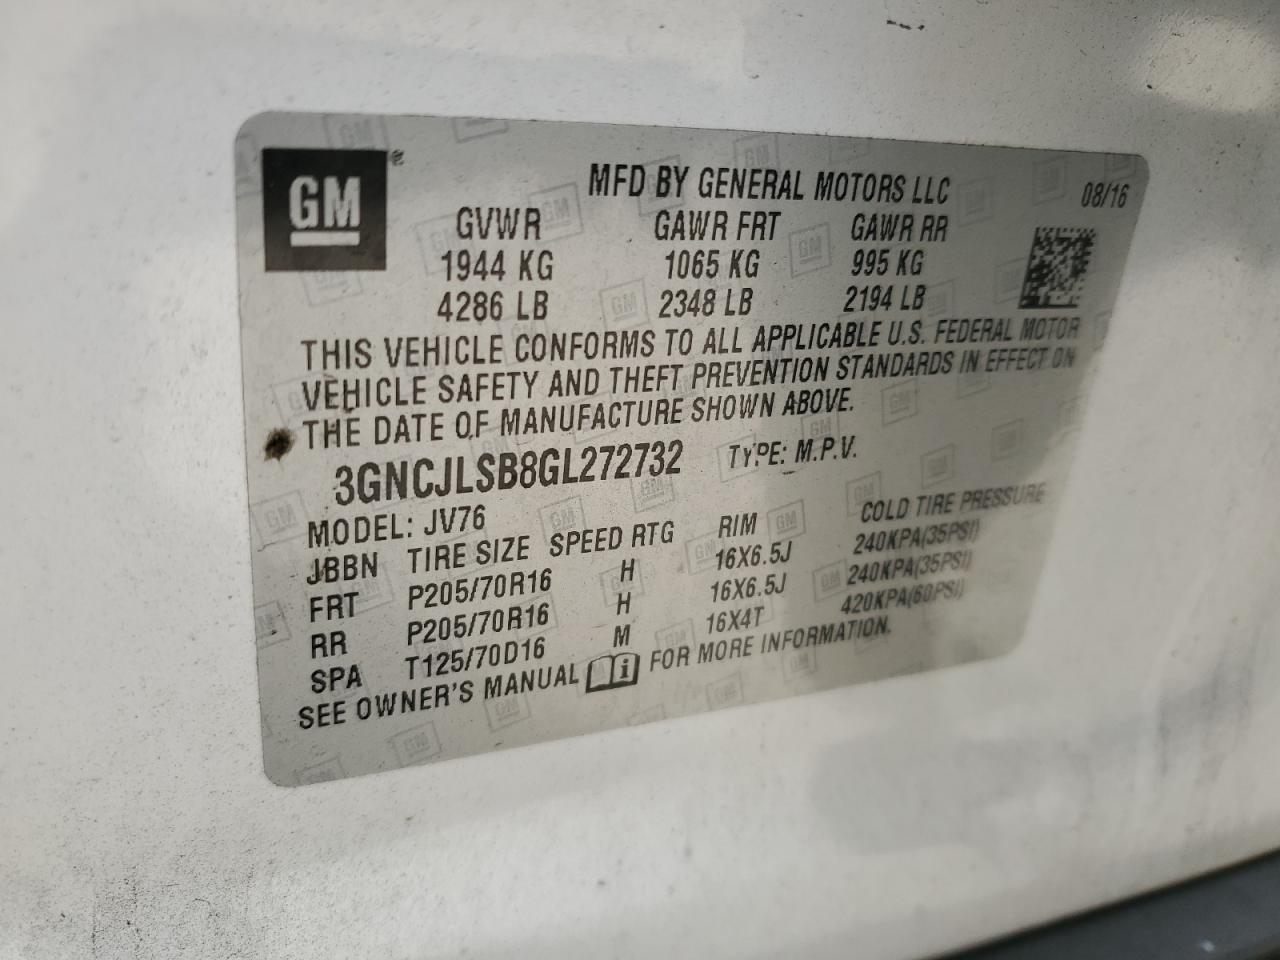 GM
®
MFD BY GENERAL MOTORS LLC
08/16
GVWR GAWR FRT GAWR RR
1944 KG 1065 KG 995 KG
4286 LB 2348 LB 2194 LB
THIS VEHICLE CONFORMS TO ALL APPLICABLE U.S. FEDERAL MOTOR
VEHICLE SAFETY AND THEFT PREVENTION STANDARDS IN EFFECT ON
THE DATE OF MANUFACTURE SHOWN ABOVE.
3GNCJLSB8GL272732 TYPE: M.P.V.
MODEL: JV76
JBBN TIRE SIZE SPEED RTG RIM COLD TIRE PRESSURE
FRT P205/70R16 H 16X6.5J 240KPA(35PSI)
RR P205/70R16 H 16X6.5J 240KPA(35PSI)
SPA T125/70D16 M 16X4T 420KPA(60PSI)
SEE OWNER'S MANUAL i FOR MORE INFORMATION.